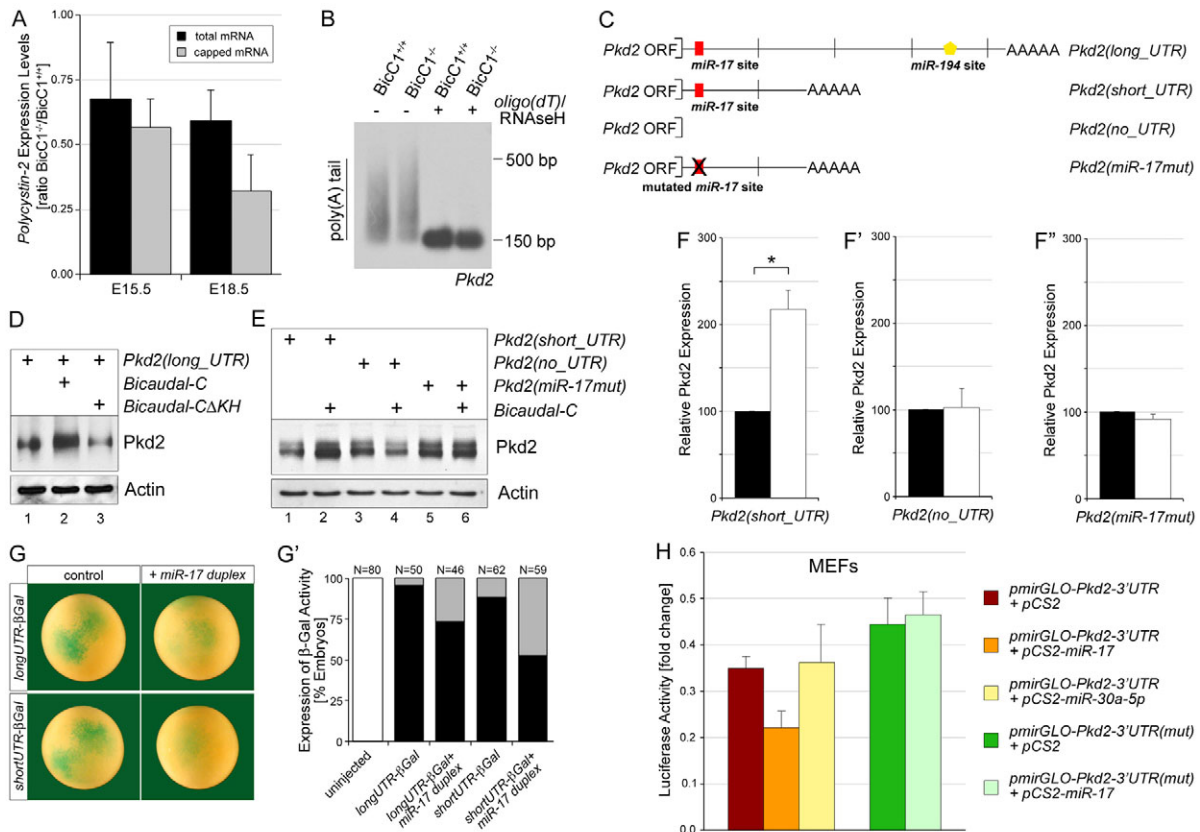 A
Polycystin-2 Expression Levels
[ratio BicC1-/-/BicC1+/+]
1.00
0.75
0.50
0.25
0.00
total mRNA
capped mRNA
E15.5
E18.5
B
BicC1+/+
BicC1-/-
BicC1+/+
BicC1-/-
- - + + oligo(dT)/
RNAseH
poly(A) tail
500 bp
150 bp
Pkd2
C
Pkd2 ORF
miR-17 site
miR-194 site
AAAAA
Pkd2(long_UTR)
Pkd2 ORF
miR-17 site
AAAAA
Pkd2(short_UTR)
Pkd2 ORF
Pkd2(no_UTR)
Pkd2 ORF
X
mutated miR-17 site
AAAAA
Pkd2(miR-17mut)
D
+ + + Pkd2(long_UTR)
+ Bicaudal-C
+ Bicaudal-CΔKH
Pkd2
Actin
1 2 3
E
+ + Pkd2(short_UTR)
+ + Pkd2(no_UTR)
+ + Pkd2(miR-17mut)
+ + + Bicaudal-C
Pkd2
Actin
1 2 3 4 5 6
F
Relative Pkd2 Expression
300
200
100
0
*
Pkd2(short_UTR)
F'
Relative Pkd2 Expression
300
200
100
0
Pkd2(no_UTR)
F"
Relative Pkd2 Expression
300
200
100
0
Pkd2(miR-17mut)
G
control
+ miR-17 duplex
longUTR-βGal
shortUTR-βGal
G'
Expression of β-Gal Activity
[% Embryos]
100
80
60
40
20
0
N=80 N=50 N=46 N=62 N=59
uninjected
longUTR-βGal
longUTR-βGal+
miR-17 duplex
shortUTR-βGal
shortUTR-βGal+
miR-17 duplex
H
MEFs
Luciferase Activity [fold change]
0.6
0.5
0.4
0.3
0.2
0.1
0.0
pmirGLO-Pkd2-3'UTR
+ pCS2
pmirGLO-Pkd2-3'UTR
+ pCS2-miR-17
pmirGLO-Pkd2-3'UTR
+ pCS2-miR-30a-5p
pmirGLO-Pkd2-3'UTR(mut)
+ pCS2
pmirGLO-Pkd2-3'UTR(mut)
+ pCS2-miR-17